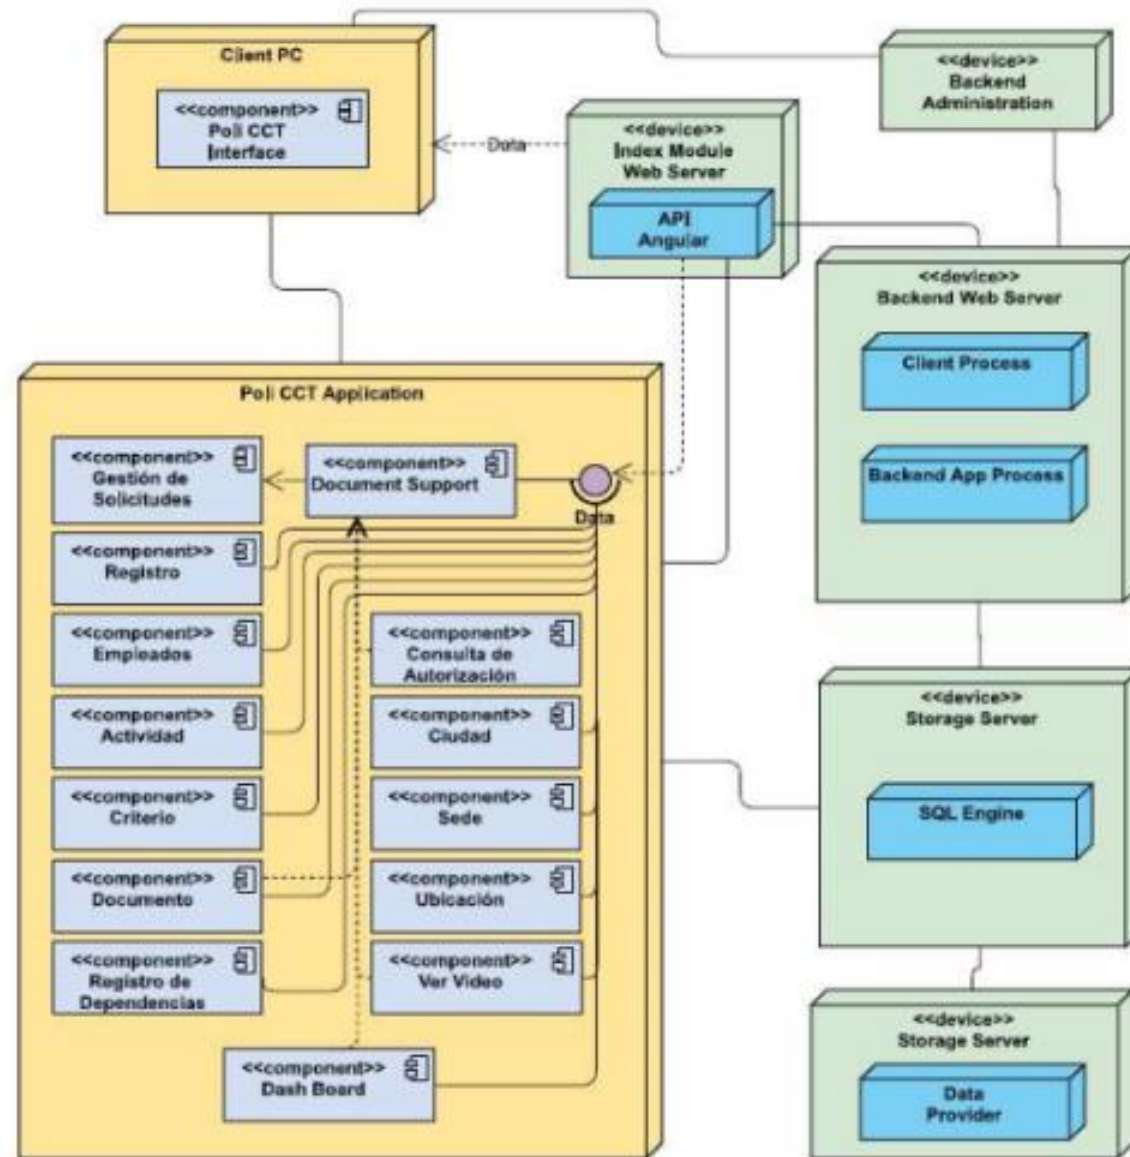 Client PC
<<component>>
Poli CCT
Interface
<<device>>
Backend
Administration
Data
<<device>>
Index Module
Web Server
API
Angular
<<device>>
Backend Web Server
Client Process
Backend App Process
Poli CCT Application
<<component>>
Gestión de
Solicitudes
<<component>>
Document Support
Data
<<component>>
Registro
<<component>>
Empleados
<<component>>
Consulta de
Autorización
<<component>>
Actividad
<<component>>
Ciudad
<<component>>
Criterio
<<component>>
Sede
<<component>>
Documento
<<component>>
Ubicación
<<component>>
Registro de
Dependencias
<<component>>
Ver Video
<<component>>
Dash Board
<<device>>
Storage Server
SQL Engine
<<device>>
Storage Server
Data
Provider